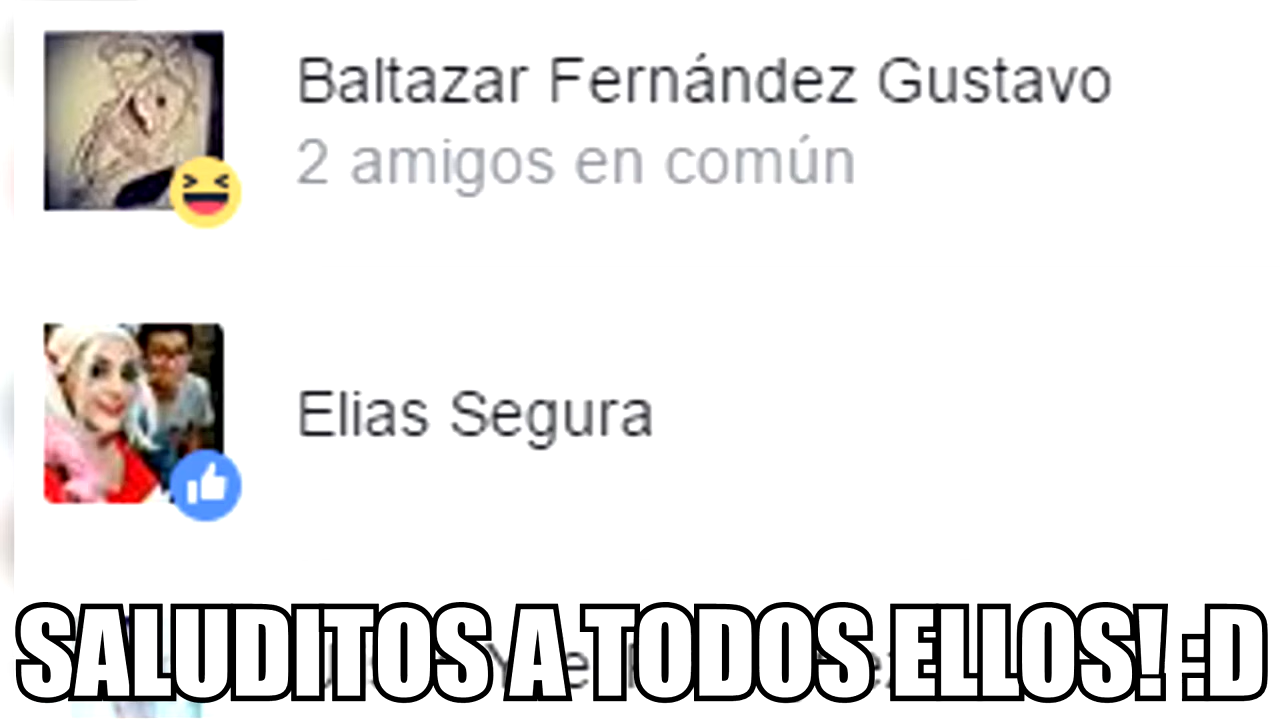 Baltazar Fernández Gustavo
2 amigos en común
Elias Segura
SALUDITOS A TODOS ELLOS! :D